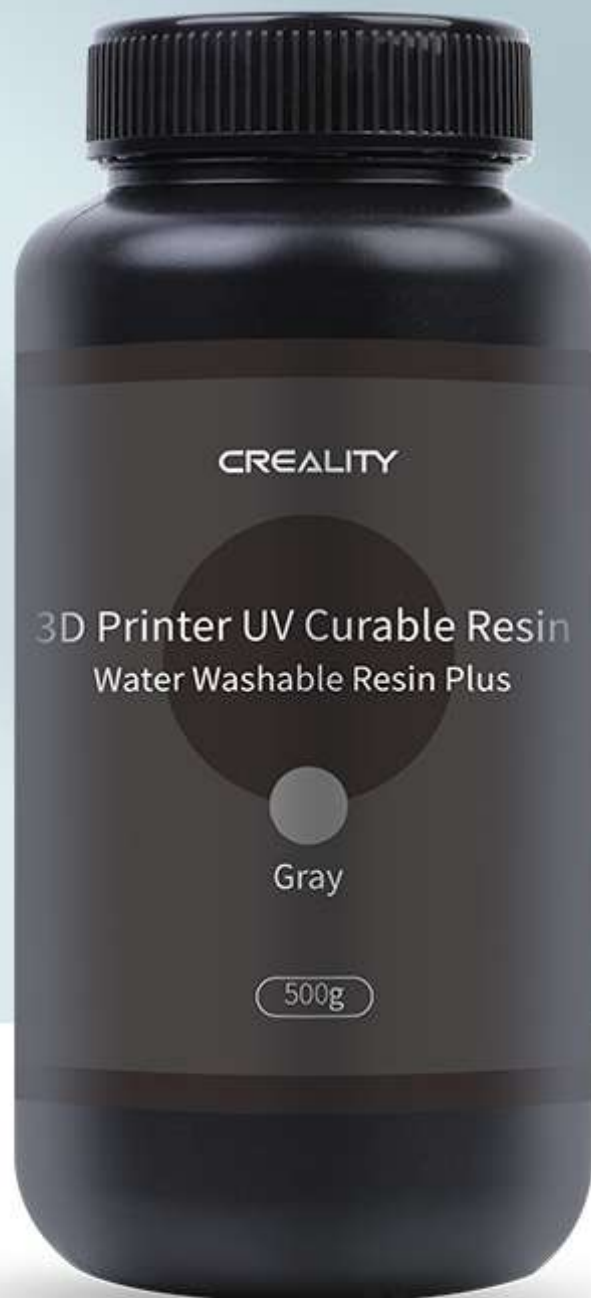 CREALITY
3D Printer UV Curable Resin
Water Washable Resin Plus
Gray
500g